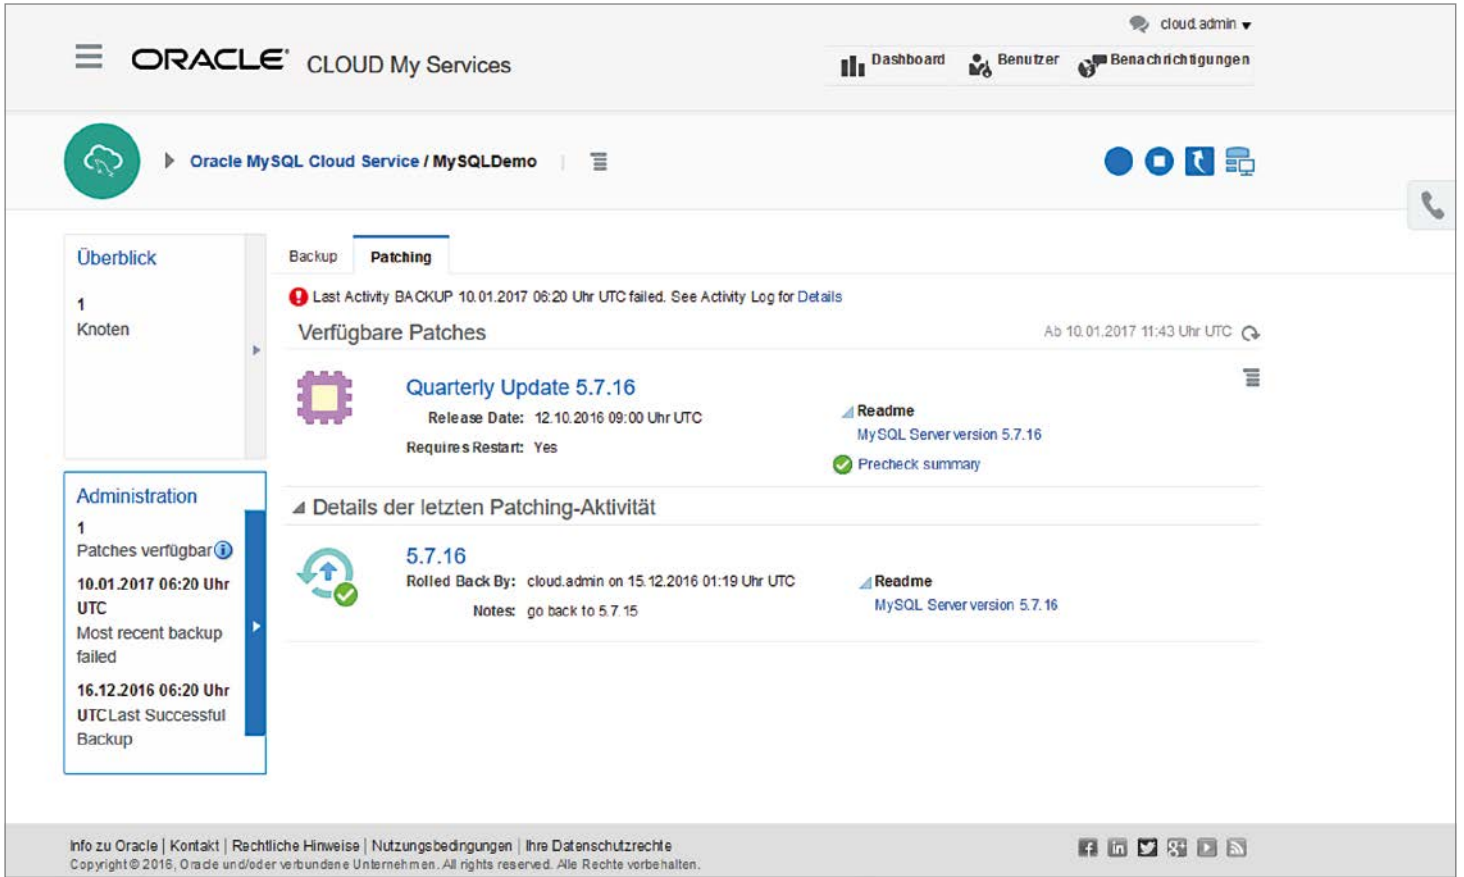 cloud.admin
ORACLE CLOUD My Services
Dashboard
Benutzer
Benachrichtigungen
Oracle MySQL Cloud Service / MySQLDemo
Überblick
1
Knoten
Administration
1
Patches verfügbar
10.01.2017 06:20 Uhr
UTC
Most recent backup
failed
16.12.2016 06:20 Uhr
UTCLast Successful
Backup
Backup
Patching
Last Activity BACKUP 10.01.2017 06:20 Uhr UTC failed. See Activity Log for Details
Verfügbare Patches
Ab 10.01.2017 11:43 Uhr UTC
Quarterly Update 5.7.16
Release Date: 12.10.2016 09:00 Uhr UTC
Requires Restart: Yes
Readme
MySQL Server version 5.7.16
Precheck summary
Details der letzten Patching-Aktivität
5.7.16
Rolled Back By: cloud.admin on 15.12.2016 01:19 Uhr UTC
Notes: go back to 5.7.15
Readme
MySQL Server version 5.7.16
Info zu Oracle | Kontakt | Rechtliche Hinweise | Nutzungsbedingungen | Ihre Datenschutzrechte
Copyright © 2016, Oracle und/oder verbundene Unternehmen. All rights reserved. Alle Rechte vorbehalten.